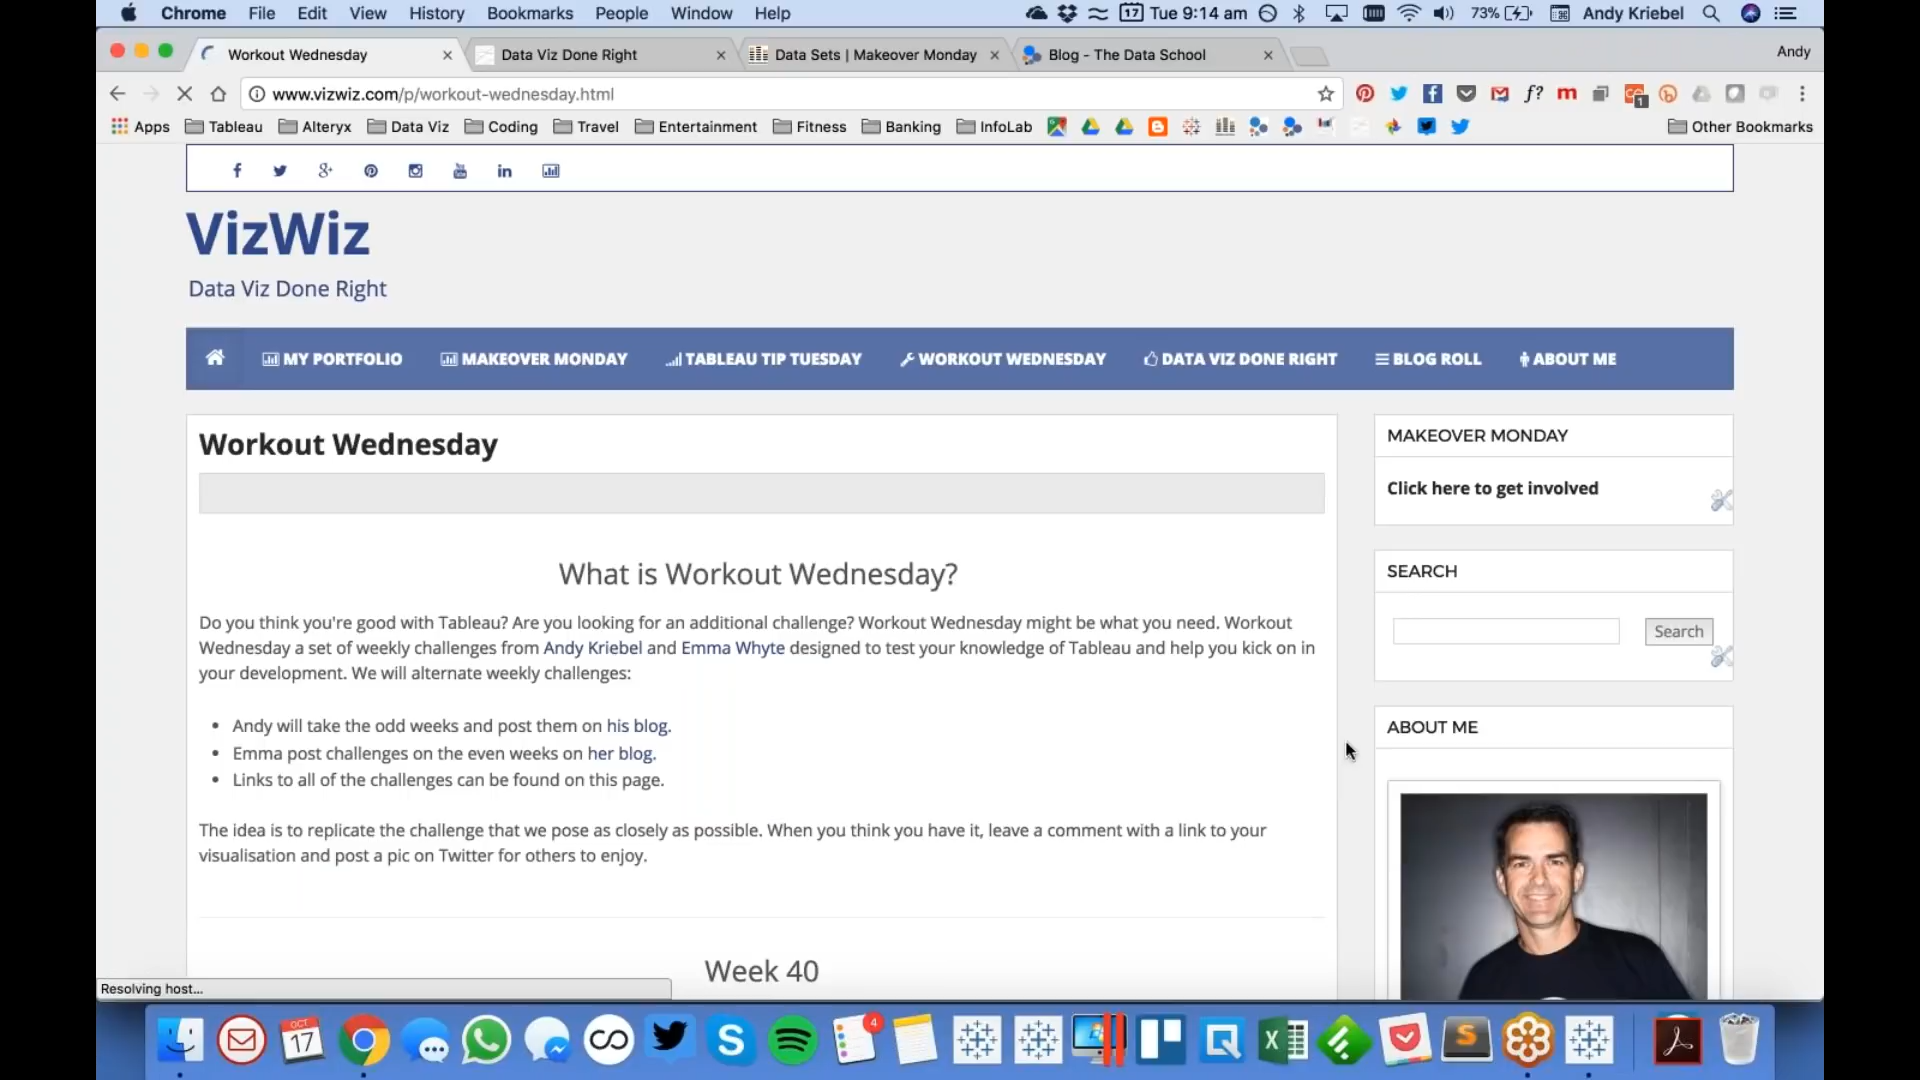 Chrome File Edit View History Bookmarks People Window Help 17 Tue 9:14 am 73% Andy Kriebel
Workout Wednesday Data Viz Done Right Data Sets | Makeover Monday Blog - The Data School Andy
www.vizwiz.com/p/workout-wednesday.html f? m 1
Apps Tableau Alteryx Data Viz Coding Travel Entertainment Fitness Banking InfoLab Other Bookmarks
VizWiz
Data Viz Done Right
MY PORTFOLIO MAKEOVER MONDAY TABLEAU TIP TUESDAY WORKOUT WEDNESDAY DATA VIZ DONE RIGHT BLOG ROLL ABOUT ME
Workout Wednesday
What is Workout Wednesday?
Do you think you're good with Tableau? Are you looking for an additional challenge? Workout Wednesday might be what you need. Workout
Wednesday a set of weekly challenges from Andy Kriebel and Emma Whyte designed to test your knowledge of Tableau and help you kick on in
your development. We will alternate weekly challenges:
• Andy will take the odd weeks and post them on his blog.
• Emma post challenges on the even weeks on her blog.
• Links to all of the challenges can be found on this page.
The idea is to replicate the challenge that we pose as closely as possible. When you think you have it, leave a comment with a link to your
visualisation and post a pic on Twitter for others to enjoy.
Week 40
MAKEOVER MONDAY
Click here to get involved
SEARCH
Search
ABOUT ME
Resolving host...
OCT
17
4